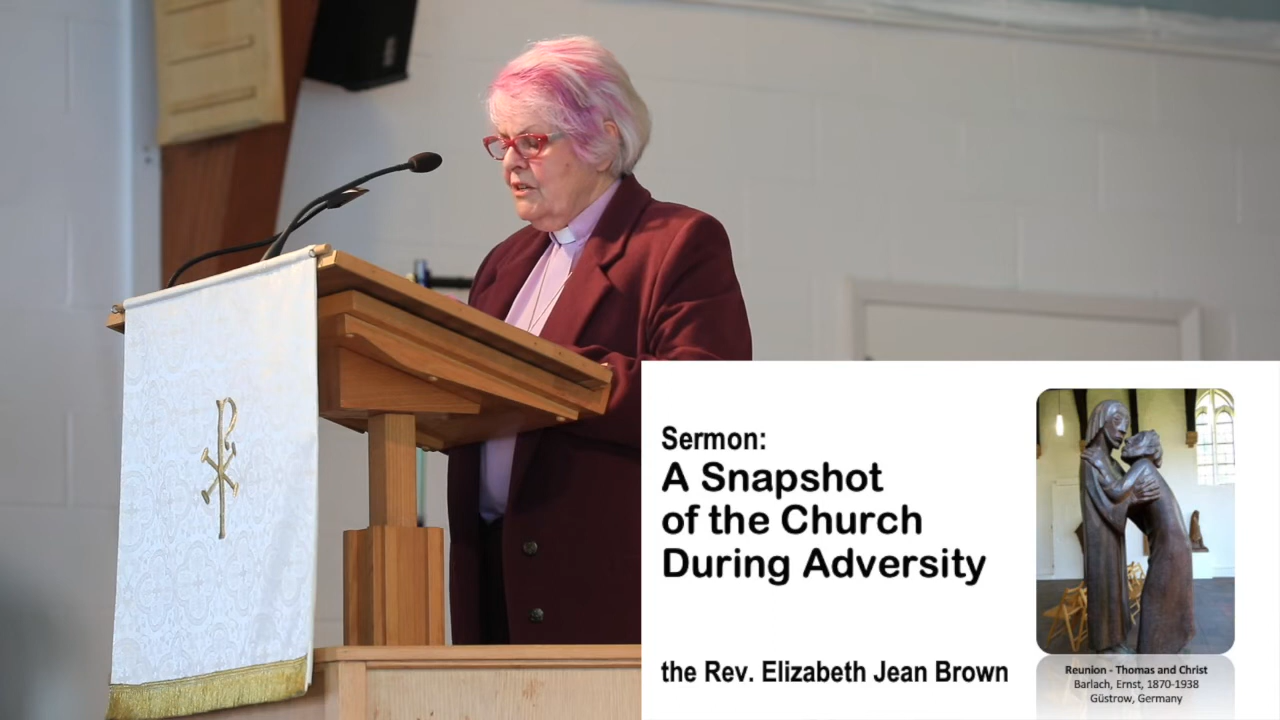 Sermon:
A Snapshot
of the Church
During Adversity
the Rev. Elizabeth Jean Brown
Reunion - Thomas and Christ
Barlach, Ernst, 1870-1938
Güstrow, Germany